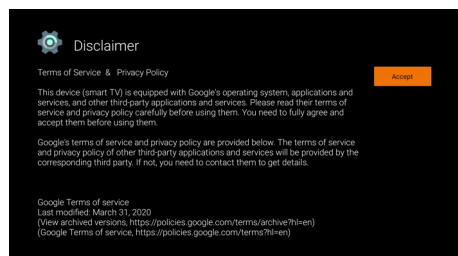 Disclaimer
Terms of Service & Privacy Policy
Accept
This device (smart TV) is equipped with Google's operating system, applications and
services, and other third-party applications and services. Please read their terms of
service and privacy policy carefully before using them. You need to fully agree and
accept them before using them.
Google's terms of service and privacy policy are provided below. The terms of service
and privacy policy of other third-party applications and services will be provided by the
corresponding third party. If not, you need to contact them to get details.
Google Terms of service
Last modified: March 31, 2020
(View archived versions, https://policies.google.com/terms/archive?hl=en)
(Google Terms of service, https://policies.google.com/terms?hl=en)